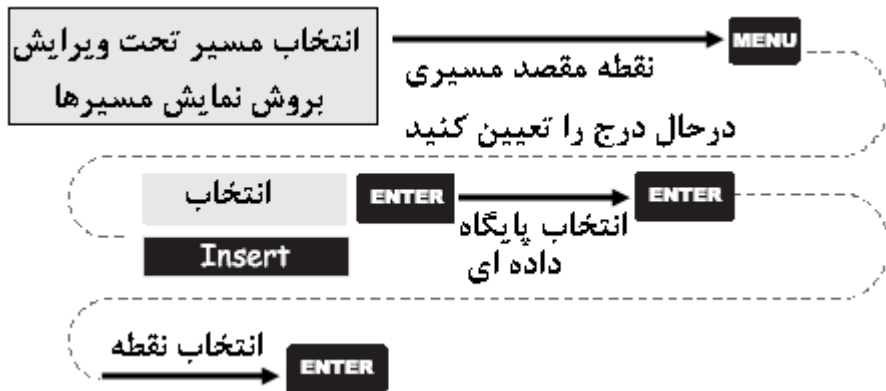 انتخاب مسیر تحت ویرایش
بروش نمایش مسیرها
نقطه مقصد مسیری
درحال درج را تعیین کنید
MENU
انتخاب
Insert
ENTER
انتخاب پایگاه
داده ای
ENTER
انتخاب نقطه
ENTER